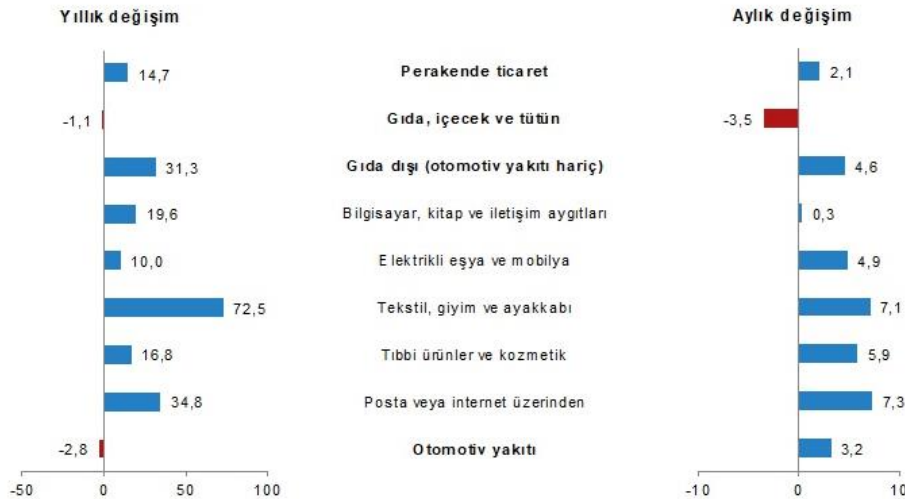 Yıllık değişim
Aylık değişim
14,7 Perakende ticaret 2,1
-1,1 Gıda, içecek ve tütün -3,5
31,3 Gıda dışı (otomotiv yakıtı hariç) 4,6
19,6 Bilgisayar, kitap ve iletişim aygıtları 0,3
10,0 Elektrikli eşya ve mobilya 4,9
72,5 Tekstil, giyim ve ayakkabı 7,1
16,8 Tıbbi ürünler ve kozmetik 5,9
34,8 Posta veya internet üzerinden 7,3
-2,8 Otomotiv yakıtı 3,2
-50 0 50 100
-10 0 10